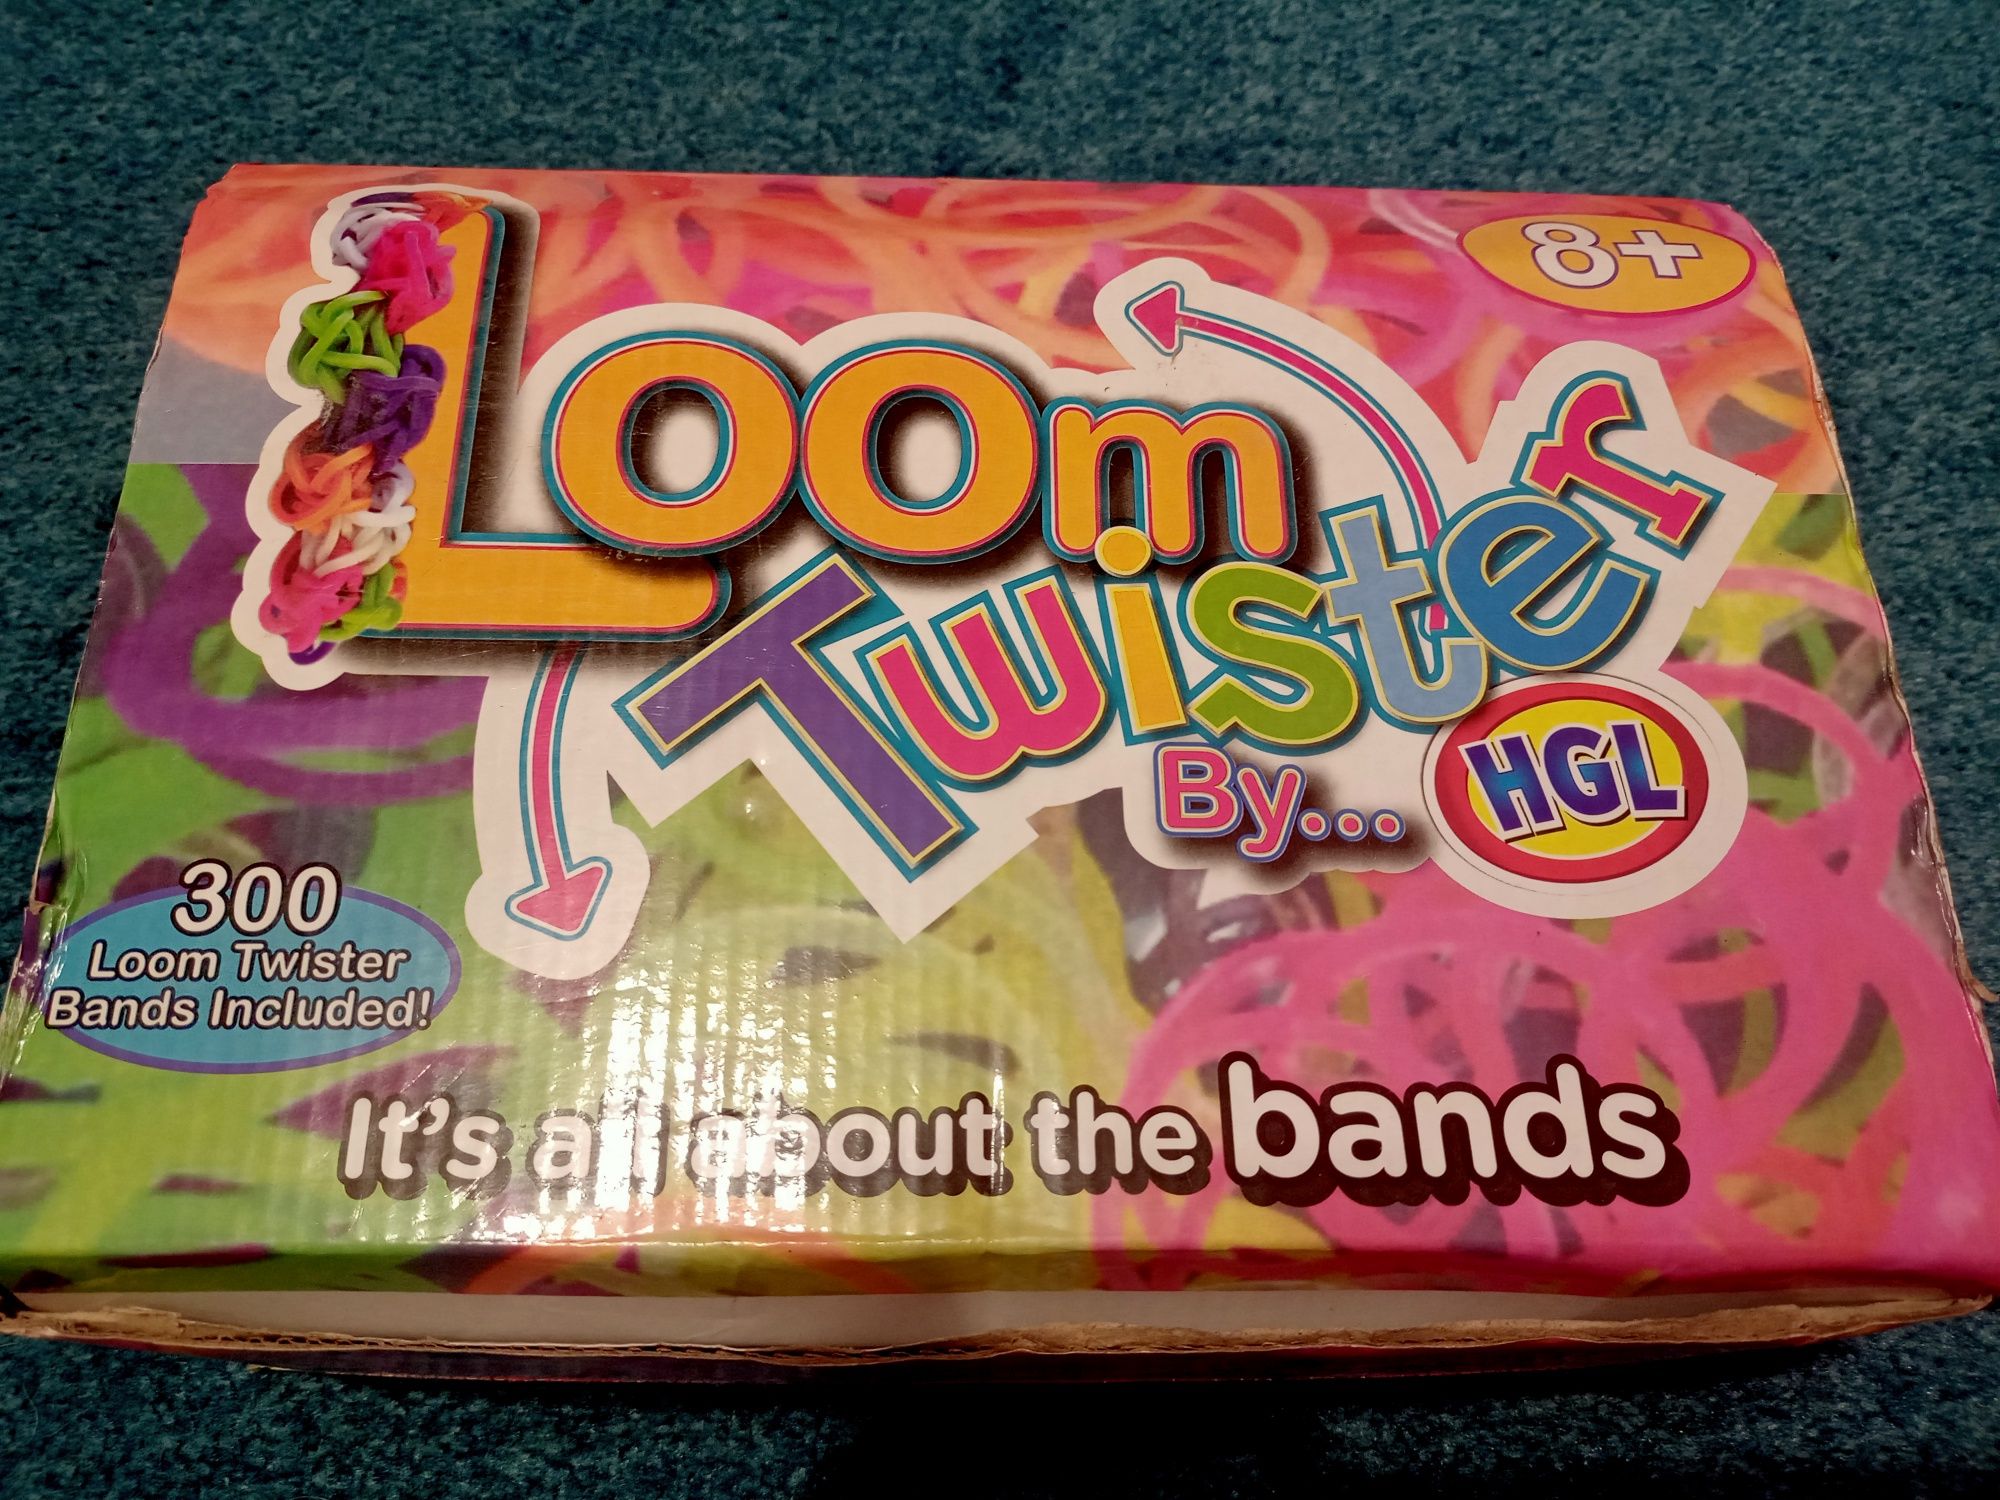 8+
Loom
Twister
By...
HGL
300
Loom Twister
Bands Included!
It's all about the bands